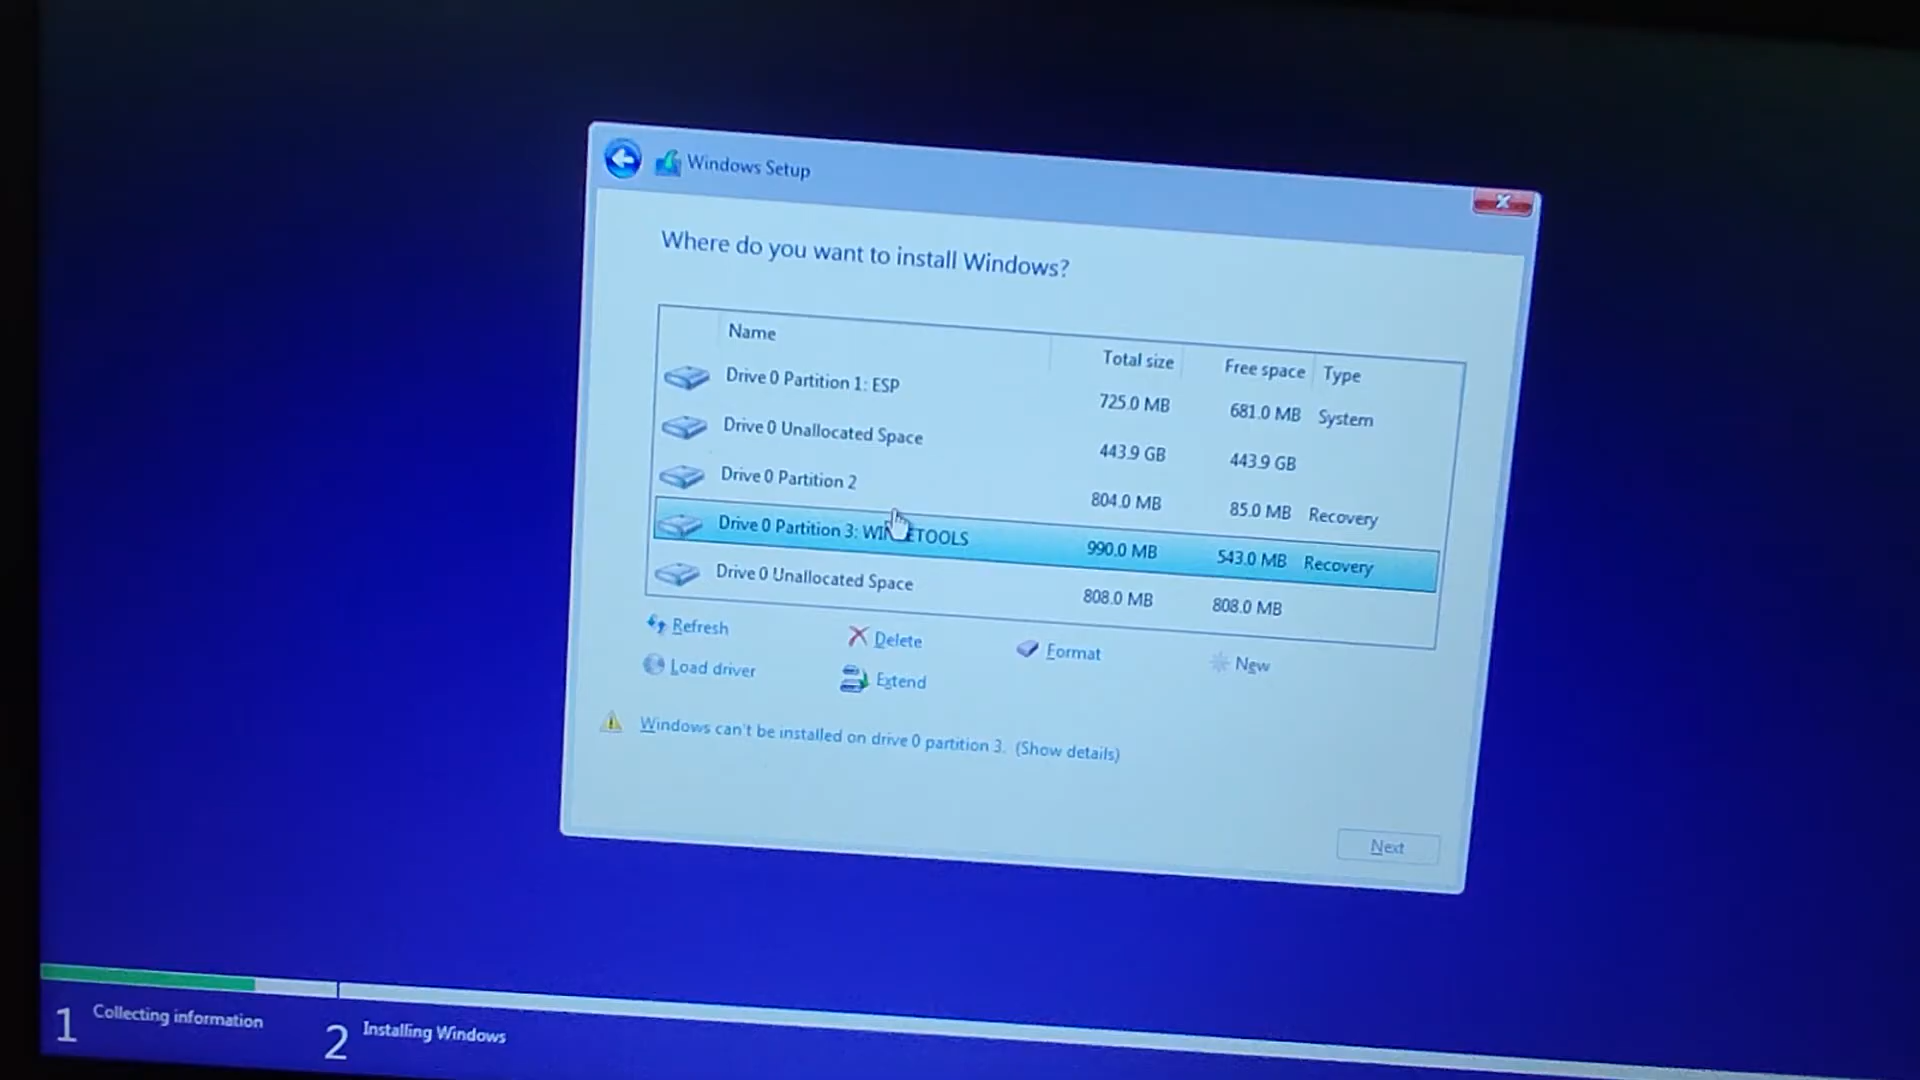 Windows Setup
Where do you want to install Windows?
Name Total size Free space Type
Drive 0 Partition 1: ESP 725.0 MB 681.0 MB System
Drive 0 Unallocated Space 443.9 GB 443.9 GB
Drive 0 Partition 2 804.0 MB 85.0 MB Recovery
Drive 0 Partition 3: ETOOLS 990.0 MB 543.0 MB Recovery
Drive 0 Unallocated Space 808.0 MB 808.0 MB
Refresh Delete Format New
Load driver Extend
Windows can't be installed on drive 0 partition 3. (Show details)
Next
1 Collecting information
2 Installing Windows